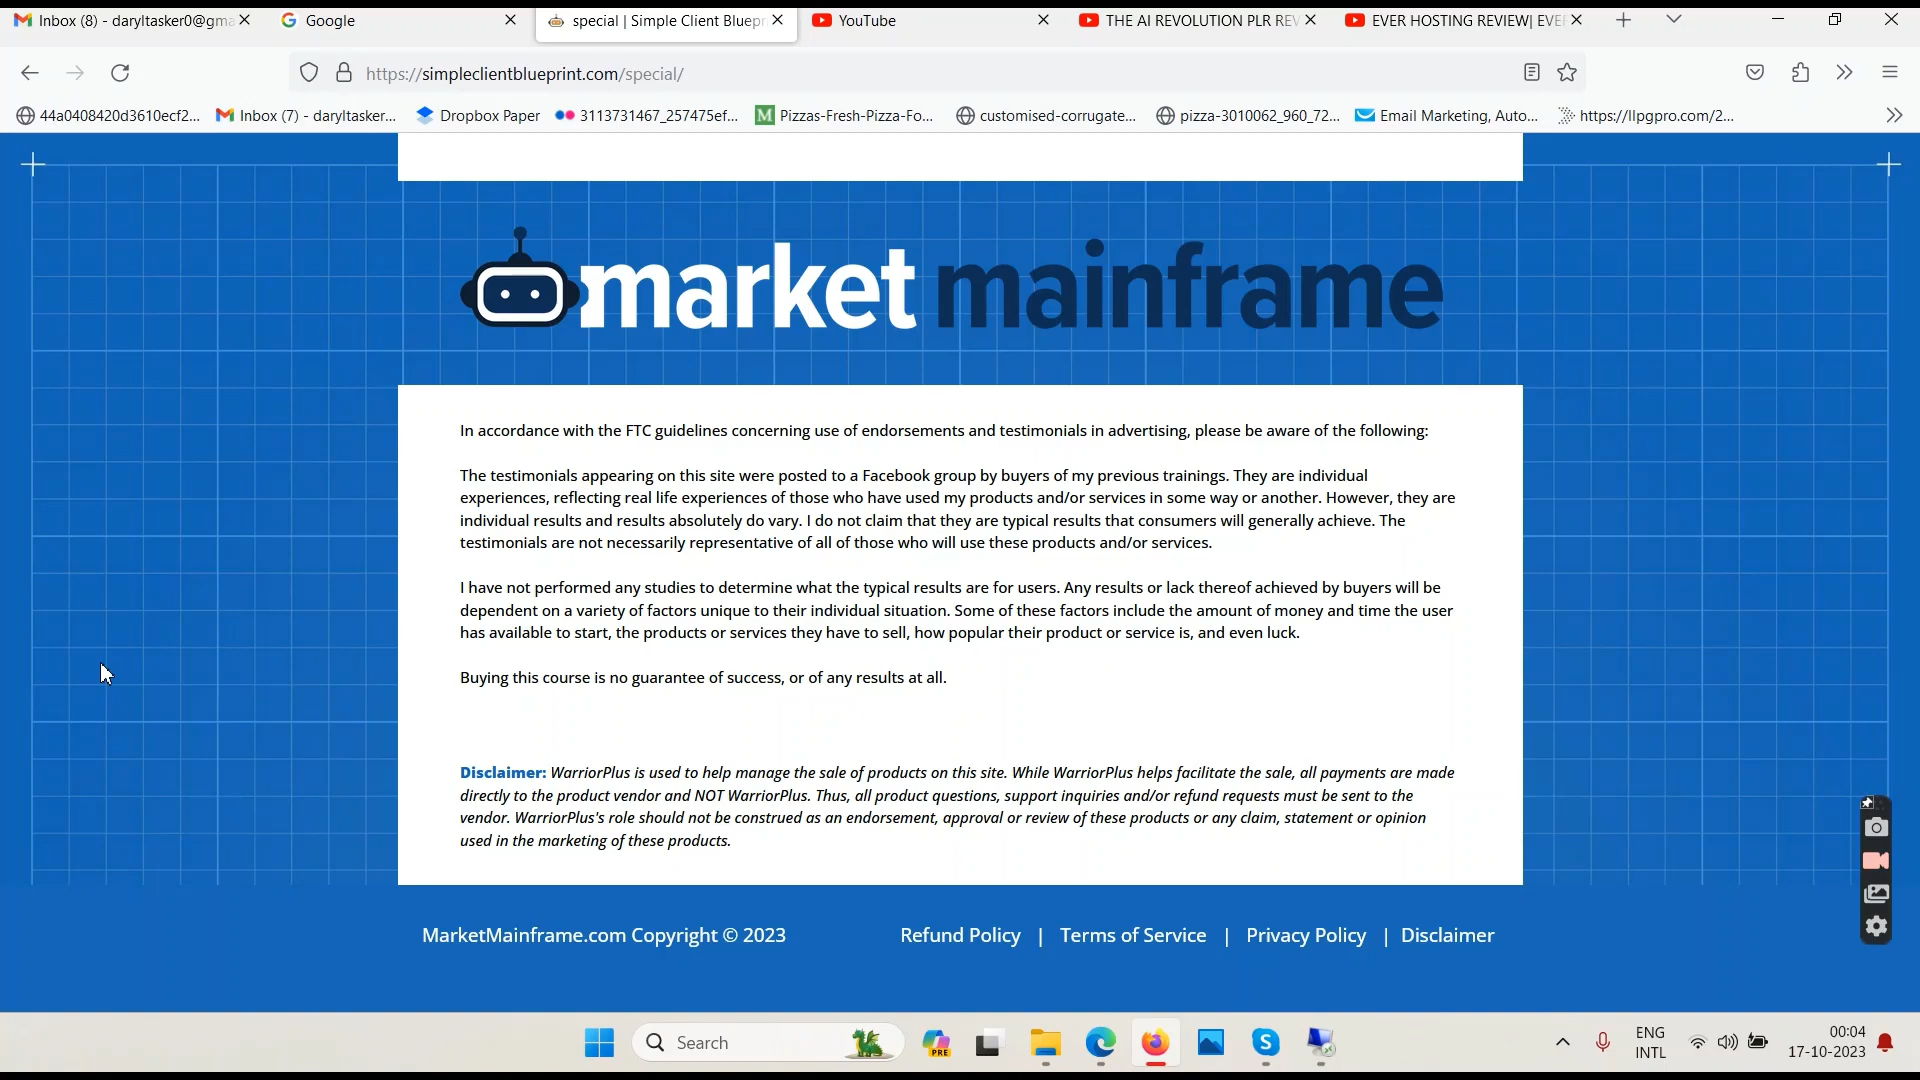 Inbox (8) - daryltasker0@gma
Google
special | Simple Client Bluepr
YouTube
THE AI REVOLUTION PLR REV
EVER HOSTING REVIEW| EVE
https://simpleclientblueprint.com/special/
44a0408420d3610ecf2...
Inbox (7) - daryltasker...
Dropbox Paper
3113731467_257475ef...
M Pizzas-Fresh-Pizza-Fo...
customised-corrugate...
pizza-3010062_960_72...
Email Marketing, Auto...
https://llpgpro.com/2...
market mainframe
In accordance with the FTC guidelines concerning use of endorsements and testimonials in advertising, please be aware of the following:
The testimonials appearing on this site were posted to a Facebook group by buyers of my previous trainings. They are individual
experiences, reflecting real life experiences of those who have used my products and/or services in some way or another. However, they are
individual results and results absolutely do vary. I do not claim that they are typical results that consumers will generally achieve. The
testimonials are not necessarily representative of all of those who will use these products and/or services.
I have not performed any studies to determine what the typical results are for users. Any results or lack thereof achieved by buyers will be
dependent on a variety of factors unique to their individual situation. Some of these factors include the amount of money and time the user
has available to start, the products or services they have to sell, how popular their product or service is, and even luck.
Buying this course is no guarantee of success, or of any results at all.
Disclaimer: WarriorPlus is used to help manage the sale of products on this site. While WarriorPlus helps facilitate the sale, all payments are made
directly to the product vendor and NOT WarriorPlus. Thus, all product questions, support inquiries and/or refund requests must be sent to the
vendor. WarriorPlus's role should not be construed as an endorsement, approval or review of these products or any claim, statement or opinion
used in the marketing of these products.
MarketMainframe.com Copyright © 2023
Refund Policy | Terms of Service | Privacy Policy | Disclaimer
Search
PRE
S
ENG
INTL
00:04
17-10-2023